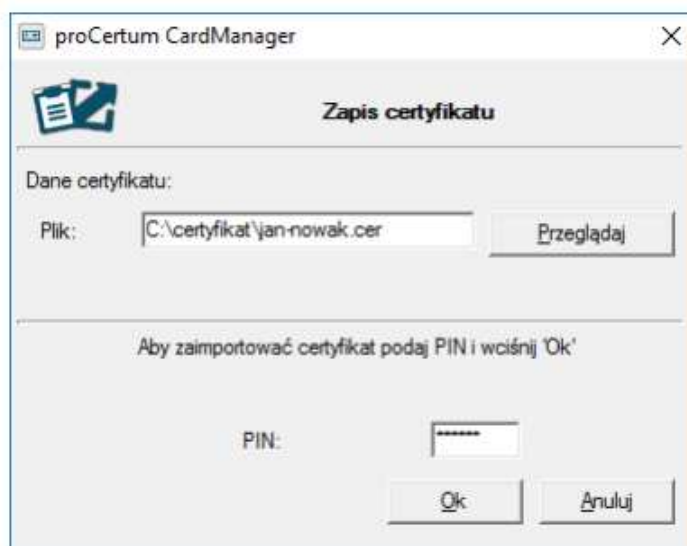 proCertum CardManager
Zapis certyfikatu
Dane certyfikatu:
Plik: C:\certyfikat\jan-nowak.cer Przeglądaj
Aby zaimportować certyfikat podaj PIN i wciśnij 'Ok'
PIN: ******
Ok Anuluj